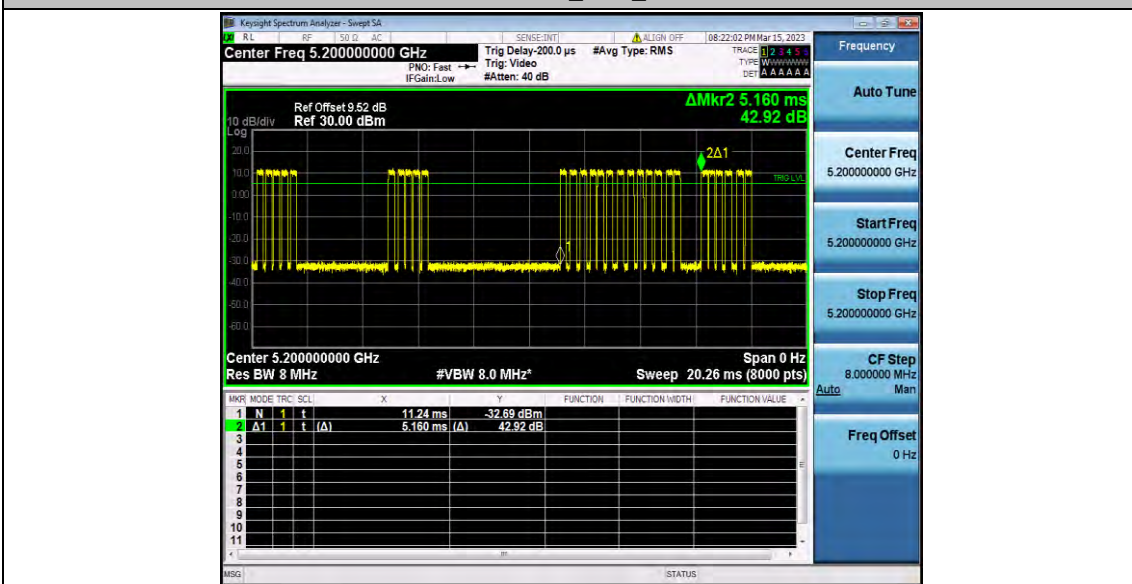 Keysight Spectrum Analyzer - Swept SA
RL RF 50 Ω AC SENSE:INT ALIGN OFF 08:22:02 PM Mar 15, 2023
Center Freq 5.200000000 GHz
PNO: Fast
IFGain:Low
Trig Delay-200.0 µs
Trig: Video
#Atten: 40 dB
#Avg Type: RMS
TRACE 1 2 3 4 5 6
TYPE WWWWWW
DET A A A A A A
ΔMkr2 5.160 ms
42.92 dB
Ref Offset 9.52 dB
10 dB/div Ref 30.00 dBm
Log
20.0
10.0
0.00
-10.0
-20.0
-30.0
-40.0
-50.0
-60.0
2Δ1
TRIG LVL
1
Center 5.200000000 GHz Span 0 Hz
Res BW 8 MHz #VBW 8.0 MHz* Sweep 20.26 ms (8000 pts)
MKR MODE TRC SCL X Y FUNCTION FUNCTION WIDTH FUNCTION VALUE
1 N 1 t 11.24 ms -32.69 dBm
2 Δ1 1 t (Δ) 5.160 ms (Δ) 42.92 dB
3
4
5
6
7
8
9
10
11
MSG STATUS
Frequency
Auto Tune
Center Freq
5.200000000 GHz
Start Freq
5.200000000 GHz
Stop Freq
5.200000000 GHz
CF Step
8.000000 MHz
Auto Man
Freq Offset
0 Hz